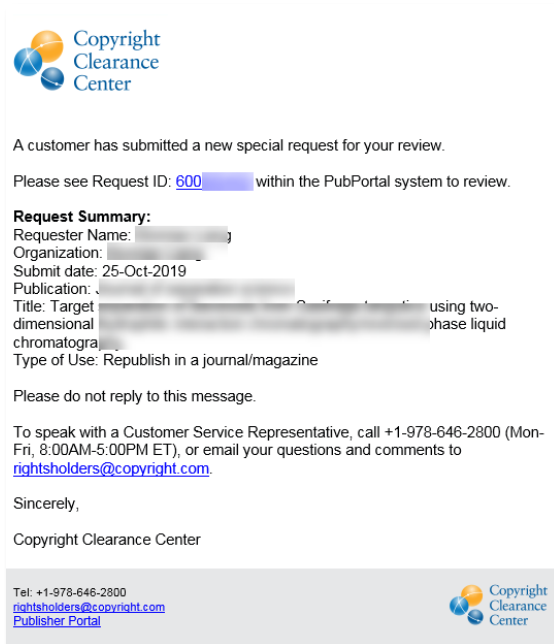 Copyright
Clearance
Center
A customer has submitted a new special request for your review.
Please see Request ID: 600 within the PubPortal system to review.
Request Summary:
Requester Name:
Organization:
Submit date: 25-Oct-2019
Publication:
Title: Target using two-
dimensional phase liquid
Type of Use: Republish in a journal/magazine
Please do not reply to this message.
To speak with a Customer Service Representative, call +1-978-646-2800 (Mon-
Fri, 8:00AM-5:00PM ET), or email your questions and comments to
rightsholders@copyright.com.
Sincerely,
Copyright Clearance Center
Tel: +1-978-646-2800
rightsholders@copyright.com
Publisher Portal
Copyright
Clearance
Center